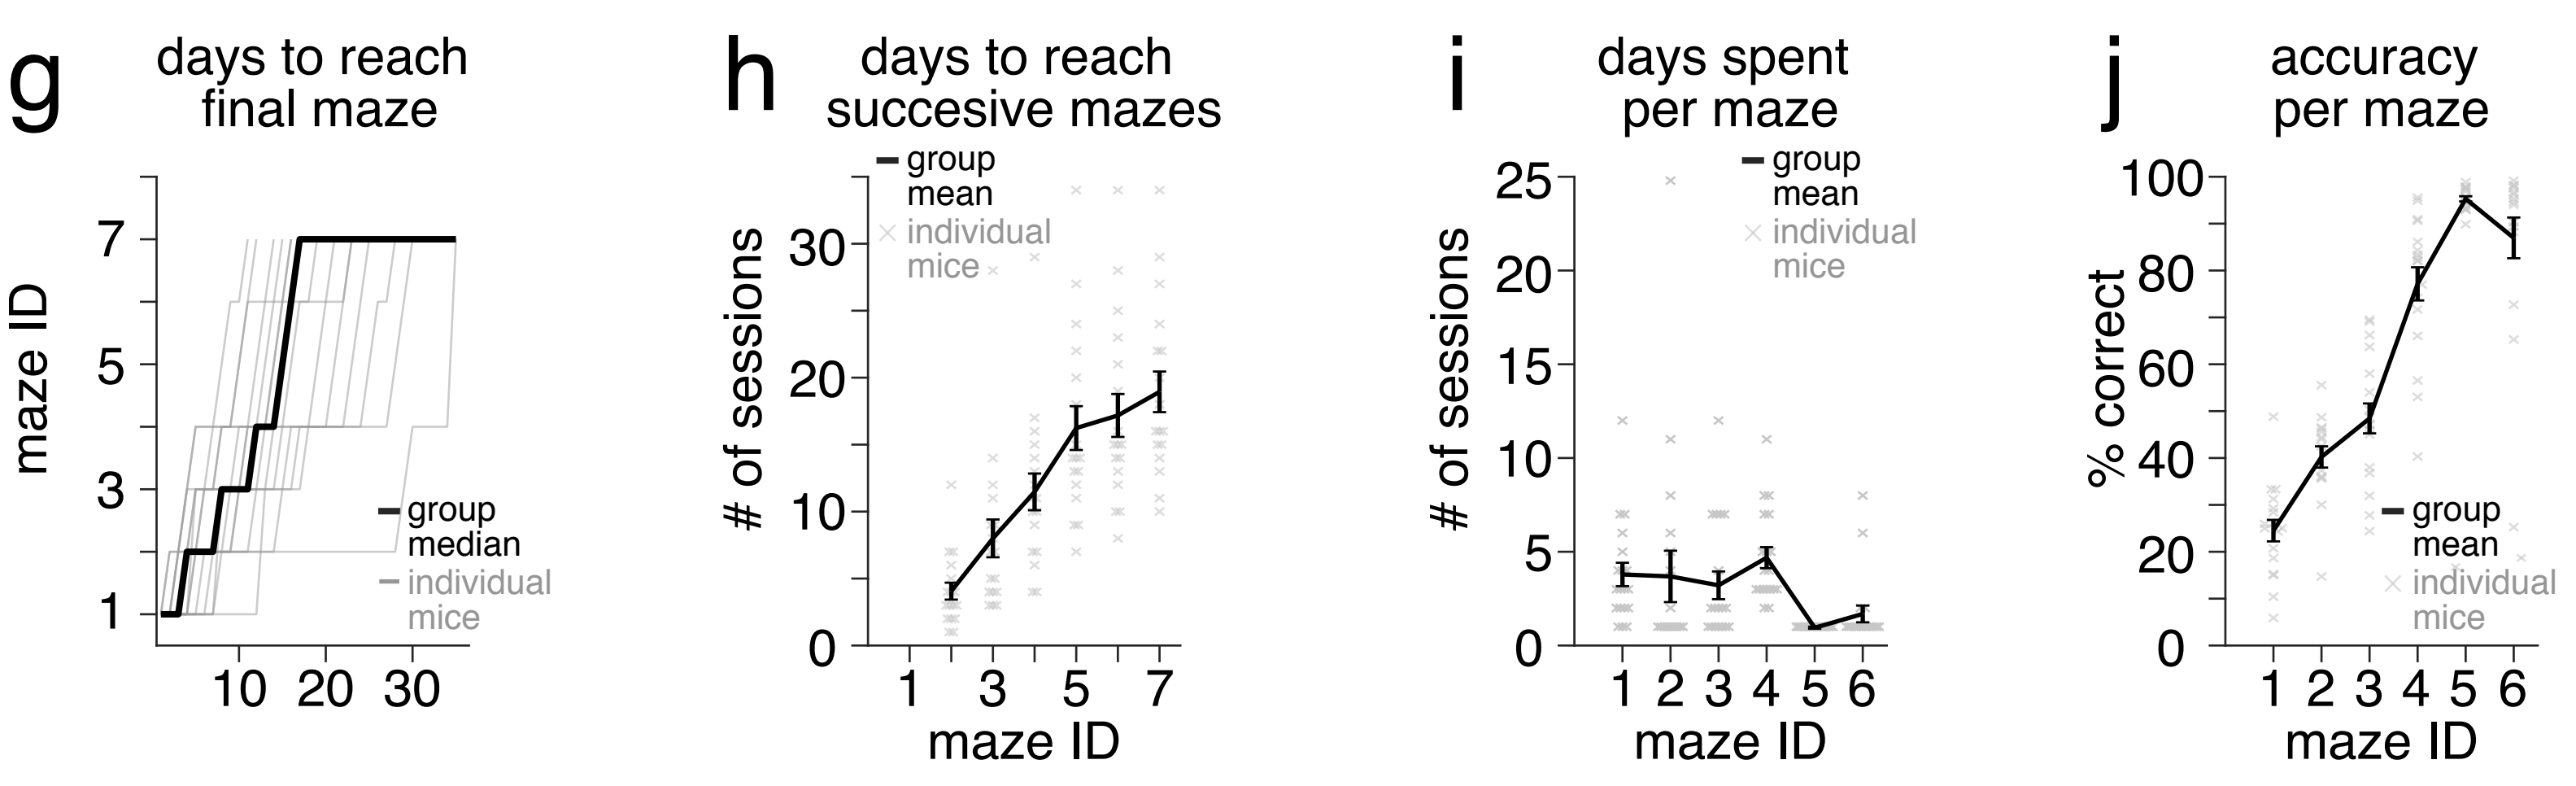 g
days to reach
final maze
7
5
3
1
maze ID
10 20 30
group
median
individual
mice
h
days to reach
succesive mazes
group
mean
individual
mice
30
20
10
0
# of sessions
1 3 5 7
maze ID
i
days spent
per maze
group
mean
individual
mice
25
20
15
10
5
0
# of sessions
1 2 3 4 5 6
maze ID
j
accuracy
per maze
100
80
60
40
20
0
% correct
group
mean
individual
mice
1 2 3 4 5 6
maze ID